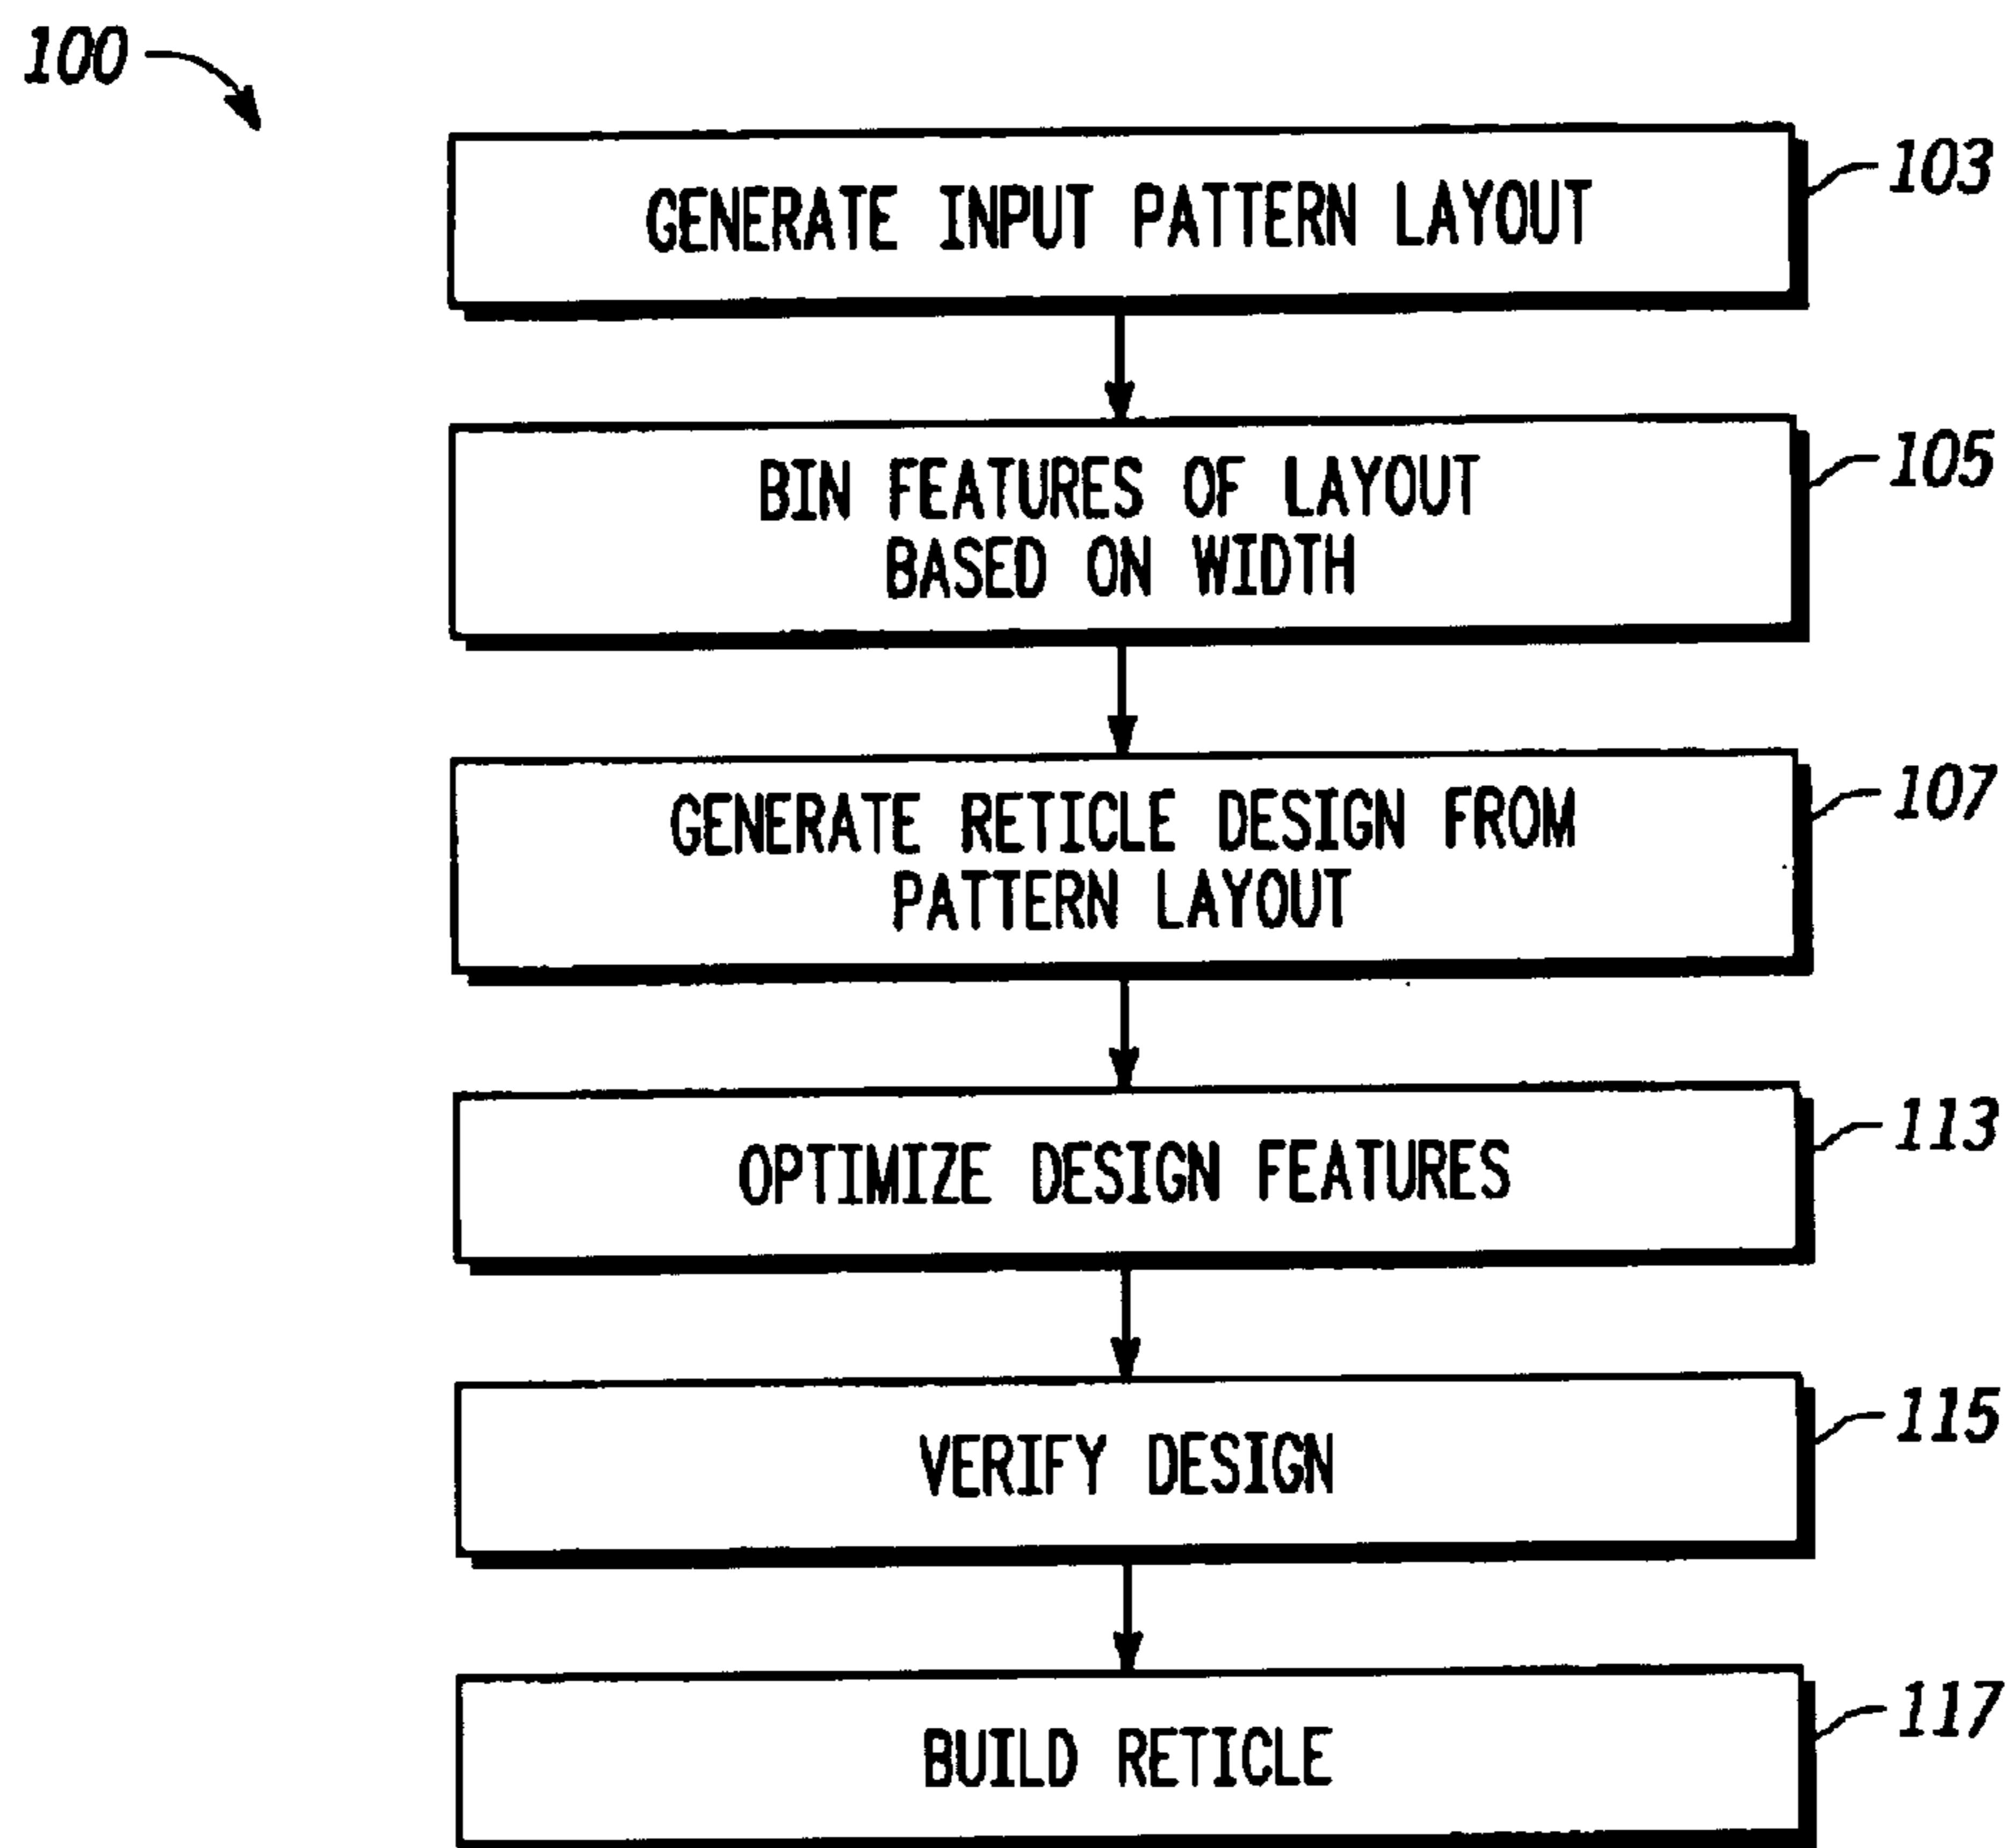 100
GENERATE INPUT PATTERN LAYOUT
103
BIN FEATURES OF LAYOUT
BASED ON WIDTH
105
GENERATE RETICLE DESIGN FROM
PATTERN LAYOUT
107
OPTIMIZE DESIGN FEATURES
113
VERIFY DESIGN
115
BUILD RETICLE
117